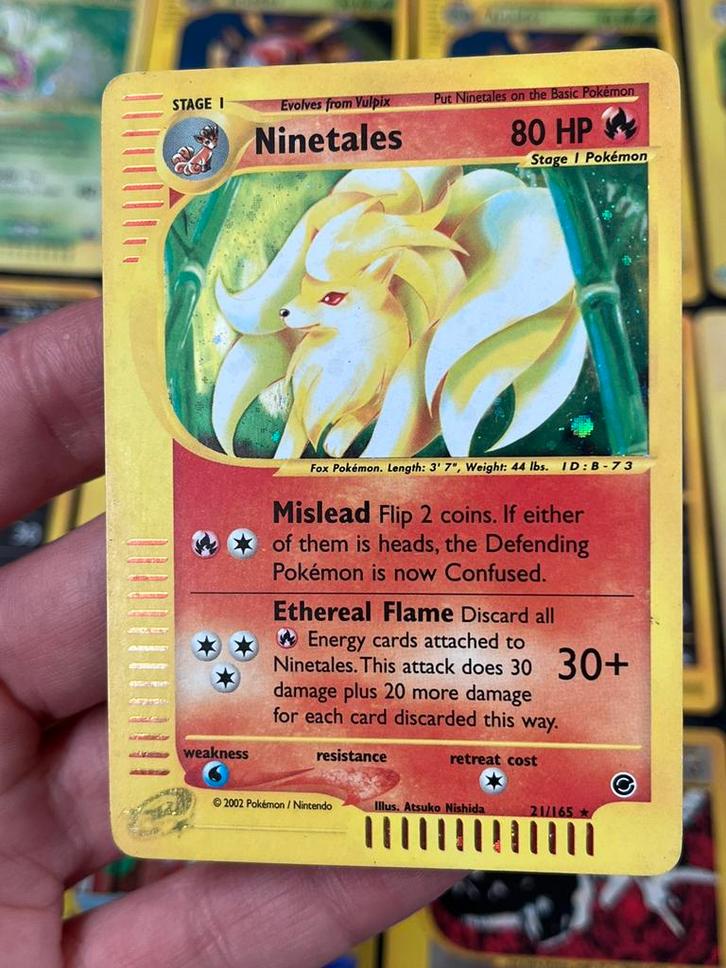 STAGE 1 Evolves from Vulpix Put Ninetales on the Basic Pokémon
Ninetales 80 HP
Stage 1 Pokémon
Fox Pokémon. Length: 3' 7", Weight: 44 lbs. ID:B-73
Mislead Flip 2 coins. If either
of them is heads, the Defending
Pokémon is now Confused.
Ethereal Flame Discard all
Energy cards attached to
Ninetales. This attack does 30
damage plus 20 more damage
for each card discarded this way.
30+
weakness resistance retreat cost
© 2002 Pokémon / Nintendo Illus. Atsuko Nishida 21/165 ★